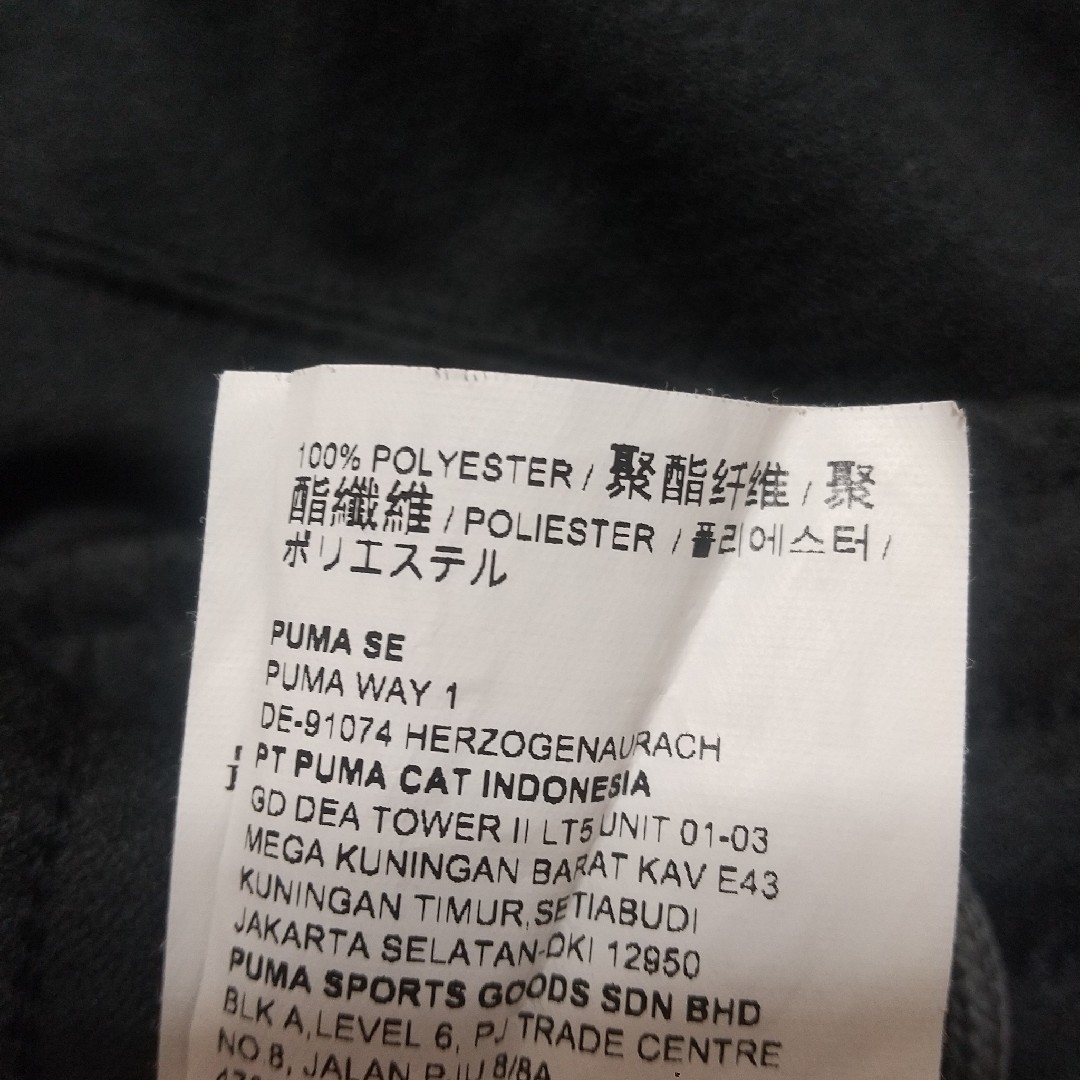 100% POLYESTER / 聚酯纤维 / 聚
酯纖維 / POLIESTER / 폴리에스터 /
ポリエステル
PUMA SE
PUMA WAY 1
DE-91074 HERZOGENAURACH
PT PUMA CAT INDONESIA
GD DEA TOWER II LT5 UNIT 01-03
MEGA KUNINGAN BARAT KAV E43
KUNINGAN TIMUR,SETIABUDI
JAKARTA SELATAN-DKI 12950
PUMA SPORTS GOODS SDN BHD
BLK A,LEVEL 6, PJ TRADE CENTRE
NO.8, JALAN PJU 8/8A